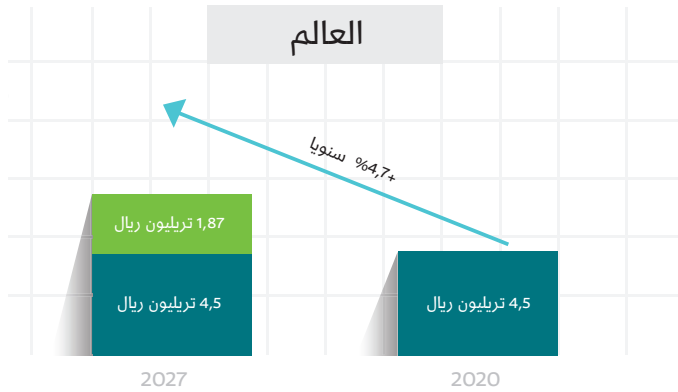 العالم
+4,7% سنويا
1,87 تريليون ريال
4,5 تريليون ريال
4,5 تريليون ريال
2020
2027